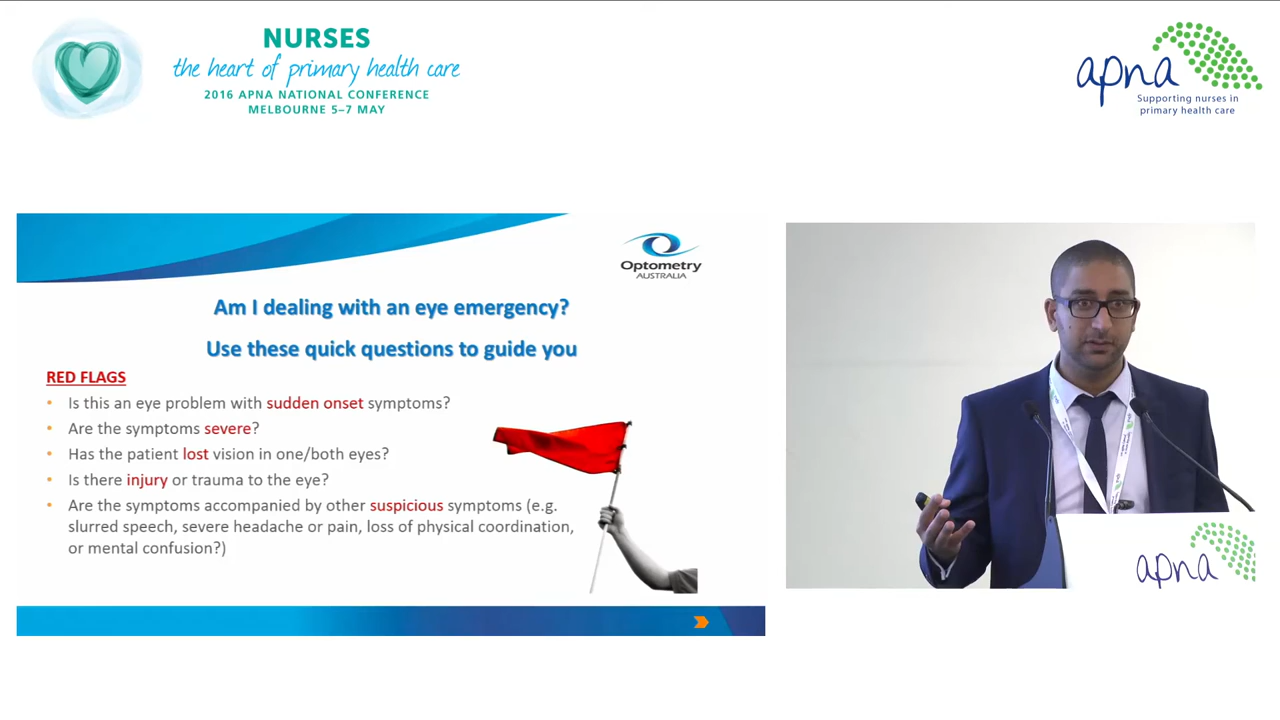 NURSES
the heart of primary health care
2016 APNA NATIONAL CONFERENCE
MELBOURNE 5–7 MAY
apna
Supporting nurses in
primary health care
Optometry
AUSTRALIA
Am I dealing with an eye emergency?
Use these quick questions to guide you
RED FLAGS
• Is this an eye problem with sudden onset symptoms?
• Are the symptoms severe?
• Has the patient lost vision in one/both eyes?
• Is there injury or trauma to the eye?
• Are the symptoms accompanied by other suspicious symptoms (e.g.
slurred speech, severe headache or pain, loss of physical coordination,
or mental confusion?)
apna